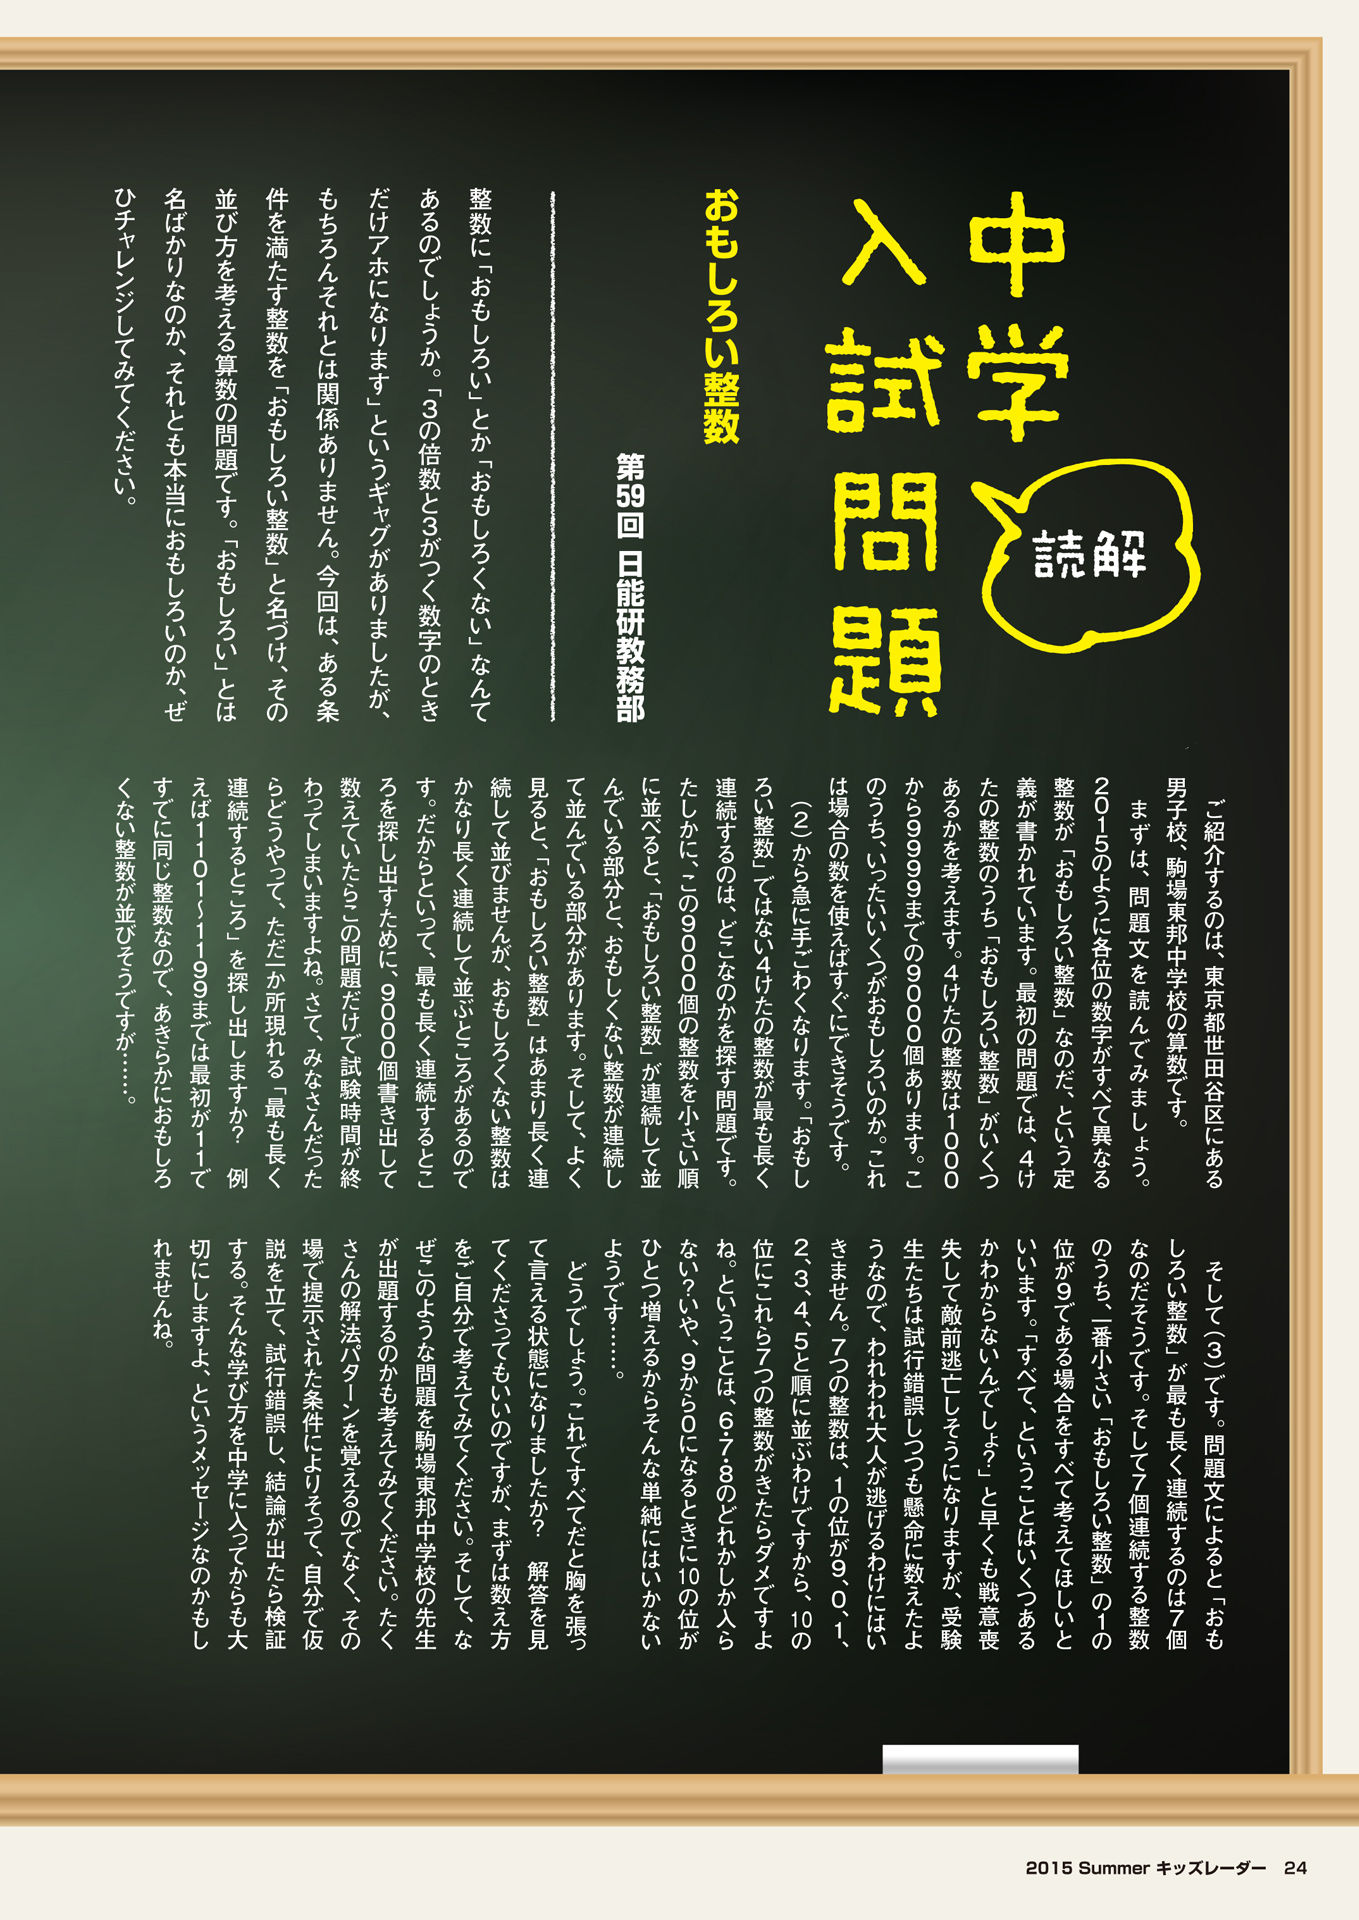 中学
入試問題
読解
おもしろい整数
第59回 日能研教務部
整数に「おもしろい」とか「おもしろくない」なんて
あるのでしょうか。「３の倍数と３がつく数字のとき
だけアホになります」というギャグがありましたが、
もちろんそれとは関係ありません。今回は、ある条
件を満たす整数を「おもしろい整数」と名づけ、その
並び方を考える算数の問題です。「おもしろい」とは
名ばかりなのか、それとも本当におもしろいのか、ぜ
ひチャレンジしてみてください。
ご紹介するのは、東京都世田谷区にある
男子校、駒場東邦中学校の算数です。
まずは、問題文を読んでみましょう。
２０１５のように各位の数字がすべて異なる
整数が「おもしろい整数」なのだ、という定
義が書かれています。最初の問題では、４け
たの整数のうち「おもしろい整数」がいくつ
あるかを考えます。４けたの整数は１０００
から９９９９までの９０００個あります。こ
のうち、いったいいくつがおもしろいのか。これ
は場合の数を使えばすぐにできそうです。
（２）から急に手ごわくなります。「おもし
ろい整数」ではない４けたの整数が最も長く
連続するのは、どこなのかを探す問題です。
たしかに、この９０００個の整数を小さい順
に並べると、「おもしろい整数」が連続して並
んでいる部分と、おもしくない整数が連続し
て並んでいる部分があります。そして、よく
見ると、「おもしろい整数」はあまり長く連
続して並びませんが、おもしろくない整数は
かなり長く連続して並ぶところがあるので
す。だからといって、最も長く連続するとこ
ろを探し出すために、９０００個書き出して
数えていたらこの問題だけで試験時間が終
わってしまいますよね。さて、みなさんだった
らどうやって、ただ一か所現れる「最も長く
連続するところ」を探し出しますか？　例
えば１１０１〜１１９９までは最初が１１で
すでに同じ整数なので、あきらかにおもしろ
くない整数が並びそうですが……。
そして（３）です。問題文によると「おも
しろい整数」が最も長く連続するのは７個
なのだそうです。そして７個連続する整数
のうち、一番小さい「おもしろい整数」の１の
位が９である場合をすべて考えてほしいと
いいます。「すべて、ということはいくつある
かわからないんでしょ？」と早くも戦意喪
失して敵前逃亡しそうになりますが、受験
生たちは試行錯誤しつつも懸命に数えたよ
うなので、われわれ大人が逃げるわけにはい
きません。７つの整数は、１の位が９、０、１、
２、３、４、５と順に並ぶわけですから、10の
位にこれら７つの整数がきたらダメですよ
ね。ということは、６・７・８のどれかしか入ら
ない？いや、９から０になるときに10の位が
ひとつ増えるからそんな単純にはいかない
ようです……。
どうでしょう。これですべてだと胸を張っ
て言える状態になりましたか？　解答を見
てくださってもいいのですが、まずは数え方
をご自分で考えてみてください。そして、な
ぜこのような問題を駒場東邦中学校の先生
が出題するのかも考えてみてください。たく
さんの解法パターンを覚えるのでなく、その
場で提示された条件によりそって、自分で仮
説を立て、試行錯誤し、結論が出たら検証
する。そんな学び方を中学に入ってからも大
切にしますよ、というメッセージなのかもし
れませんね。
2015 Summer キッズレーダー　24